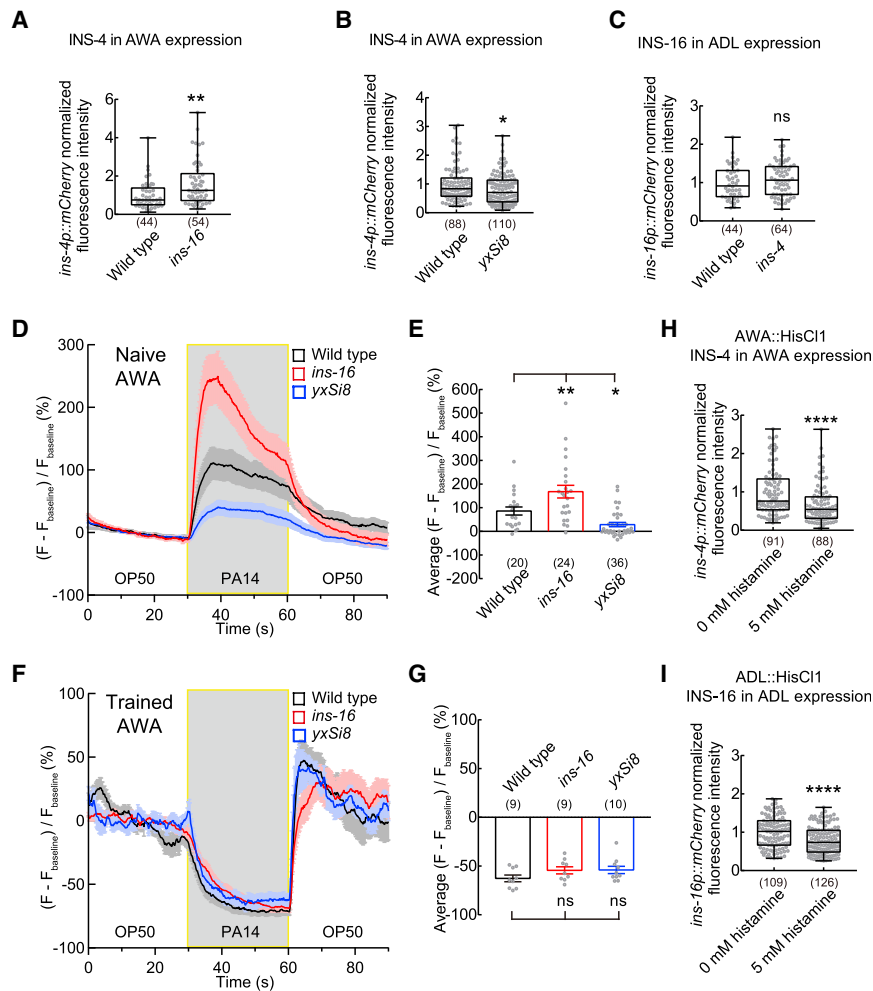 A
INS-4 in AWA expression
ins-4p::mCherry normalized
fluorescence intensity
6
4
2
0
**
(44)
(54)
Wild type
ins-16
B
INS-4 in AWA expression
ins-4p::mCherry normalized
fluorescence intensity
4
3
2
1
0
*
(88)
(110)
Wild type
yxSi8
C
INS-16 in ADL expression
ins-16p::mCherry normalized
fluorescence intensity
3
2
1
0
ns
(44)
(64)
Wild type
ins-4
D
Naive
AWA
Wild type
ins-16
yxSi8
(F - Fbaseline) / Fbaseline (%)
300
200
100
0
-100
OP50
PA14
OP50
0
20
40
60
80
Time (s)
E
Average (F - Fbaseline) / Fbaseline (%)
600
500
400
300
200
100
0
-100
-200
**
*
(20)
(24)
(36)
Wild type
ins-16
yxSi8
H
AWA::HisCl1
INS-4 in AWA expression
ins-4p::mCherry normalized
fluorescence intensity
3
2
1
0
****
(91)
(88)
0 mM histamine
5 mM histamine
F
Trained
AWA
Wild type
ins-16
yxSi8
(F - Fbaseline) / Fbaseline (%)
100
50
0
-50
-100
OP50
PA14
OP50
0
20
40
60
80
Time (s)
G
Average (F - Fbaseline) / Fbaseline (%)
100
50
0
-50
-100
Wild type
ins-16
yxSi8
(9)
(9)
(10)
ns
ns
I
ADL::HisCl1
INS-16 in ADL expression
ins-16p::mCherry normalized
fluorescence intensity
3
2
1
0
****
(109)
(126)
0 mM histamine
5 mM histamine